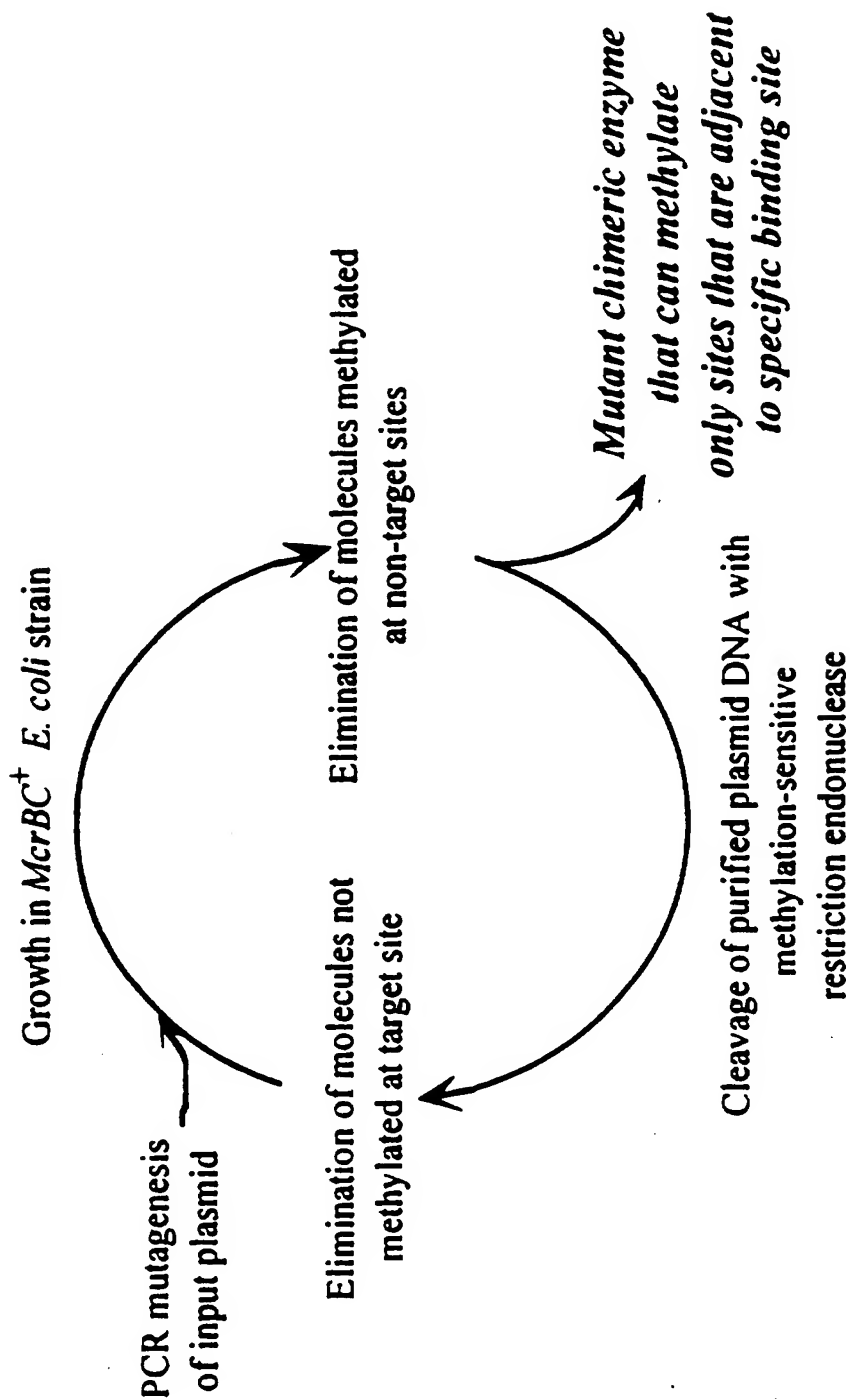 PCR mutagenesis
of input plasmid
Growth in McrBC⁺ E. coli strain
Elimination of molecules methylated
at non-target sites
Mutant chimeric enzyme
that can methylate
only sites that are adjacent
to specific binding site
Cleavage of purified plasmid DNA with
methylation-sensitive
restriction endonuclease
Elimination of molecules not
methylated at target site